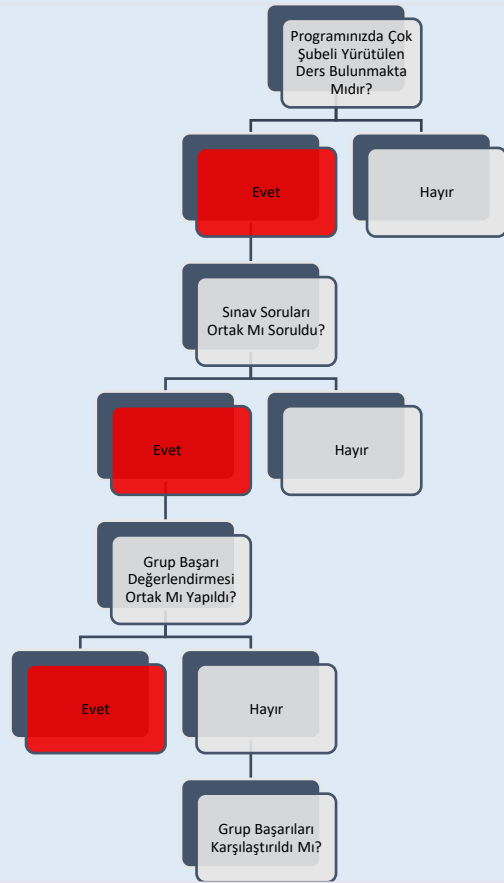 Programınızda Çok
Şubeli Yürütülen
Ders Bulunmakta
Mıdır?
Evet
Hayır
Sınav Soruları
Ortak Mı Soruldu?
Evet
Hayır
Grup Başarı
Değerlendirmesi
Ortak Mı Yapıldı?
Evet
Hayır
Grup Başarıları
Karşılaştırıldı Mı?